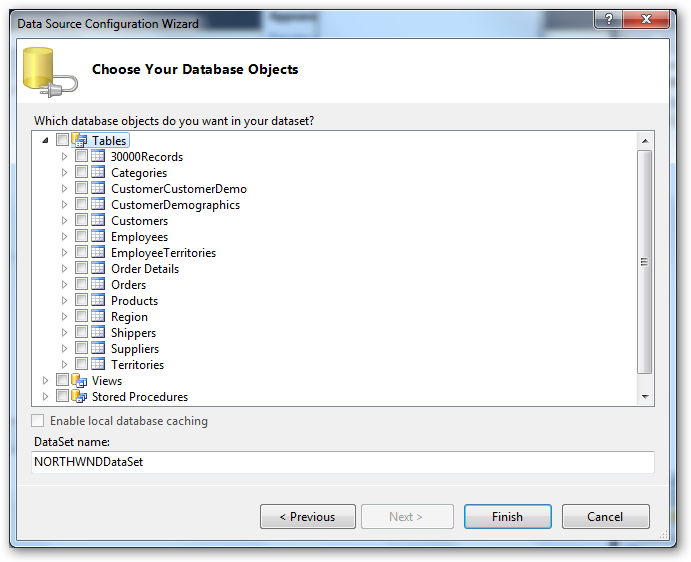 Data Source Configuration Wizard
Choose Your Database Objects
Which database objects do you want in your dataset?
Tables
30000Records
Categories
CustomerCustomerDemo
CustomerDemographics
Customers
Employees
EmployeeTerritories
Order Details
Orders
Products
Region
Shippers
Suppliers
Territories
Views
Stored Procedures
Enable local database caching
DataSet name:
NORTHWNDDataSet
< Previous
Next >
Finish
Cancel